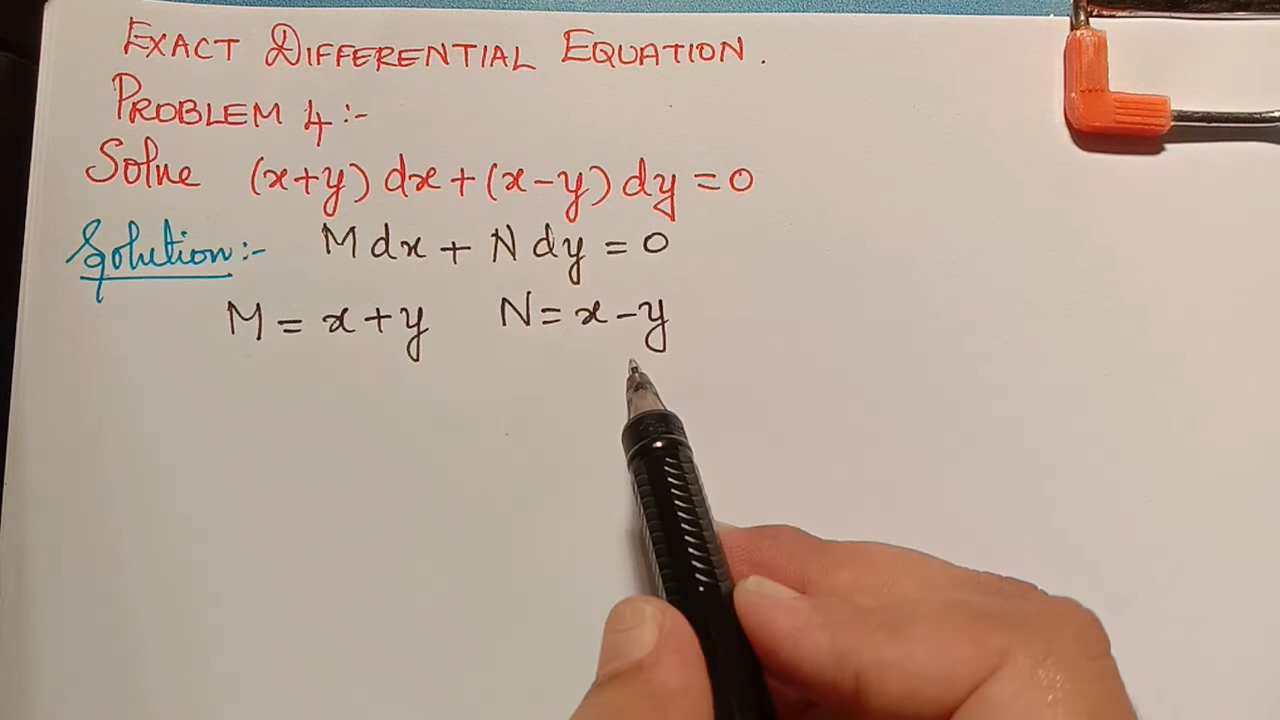 EXACT DIFFERENTIAL EQUATION.
PROBLEM 4:-
Solve (x+y) dx + (x-y) dy = 0
Solution:- M dx + N dy = 0
M = x + y N = x - y